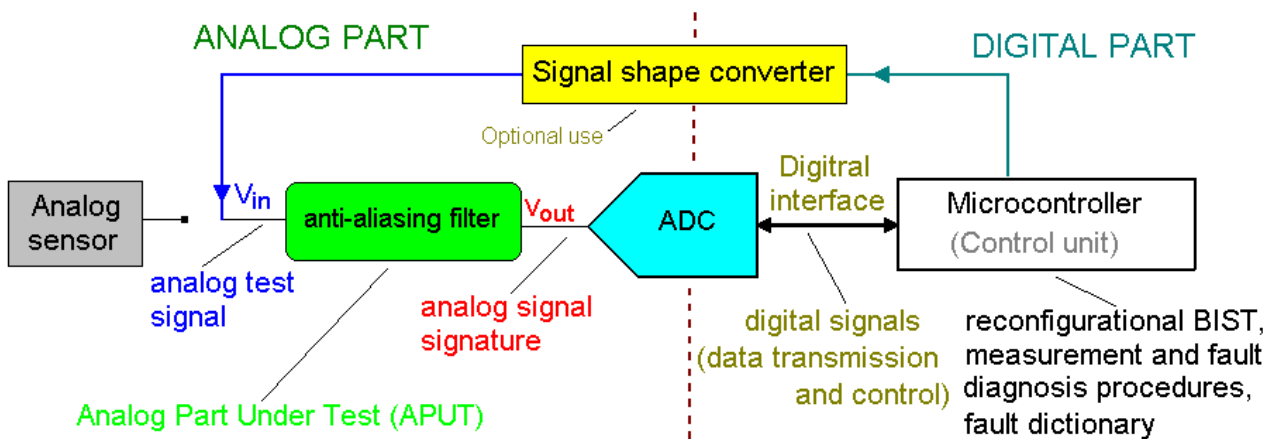 ANALOG PART
DIGITAL PART
Signal shape converter
Optional use
Analog
sensor
Vin
anti-aliasing filter
Vout
ADC
Digitral
interface
Microcontroller
(Control unit)
analog test
signal
analog signal
signature
digital signals
(data transmission
and control)
reconfigurational BIST,
measurement and fault
diagnosis procedures,
fault dictionary
Analog Part Under Test (APUT)